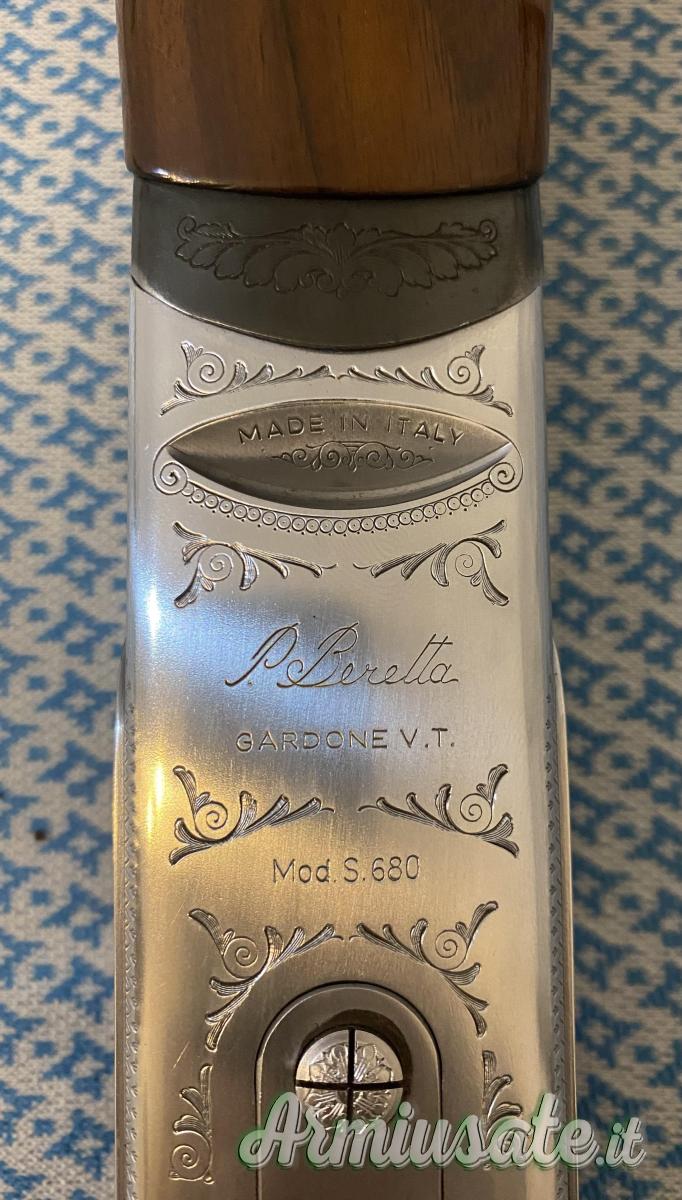 MADE IN ITALY
P. Beretta
GARDONE V.T.
Mod. S. 680
Armiusate.it